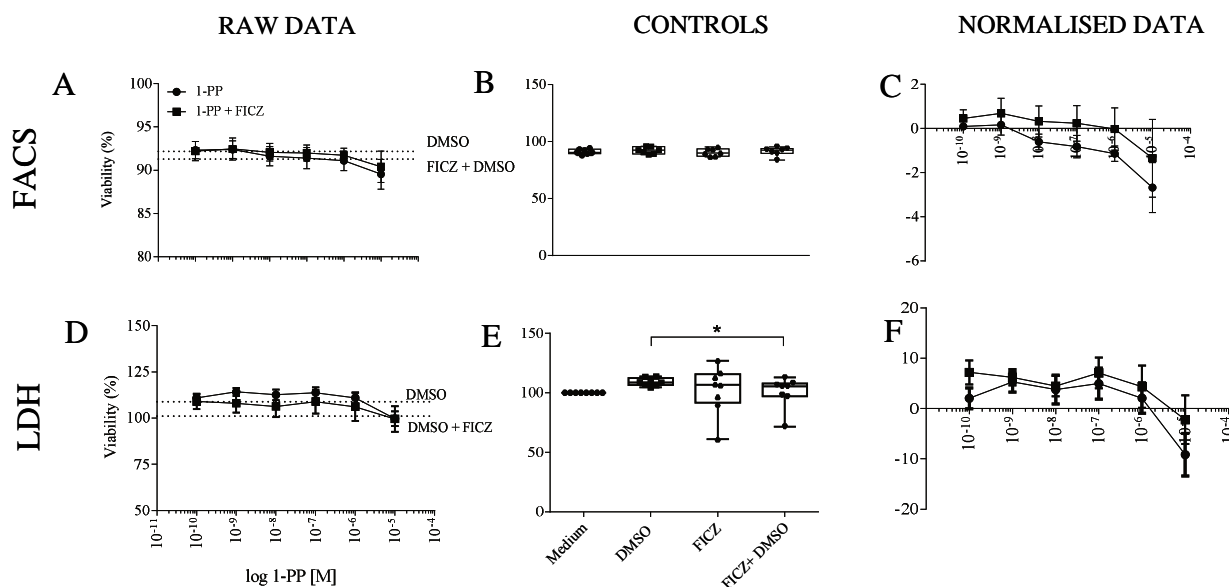 RAW DATA
CONTROLS
NORMALISED DATA
FACS
A
100
95
90
85
80
Viability (%)
1-PP
1-PP + FICZ
DMSO
FICZ + DMSO
B
150
100
50
0
C
2
0
-2
-4
-6
10⁻¹⁰
10⁻⁹
10⁻⁸
10⁻⁷
10⁻⁶
10⁻⁵
10⁻⁴
LDH
D
150
125
100
75
50
Viability (%)
DMSO
DMSO + FICZ
10⁻¹¹
10⁻¹⁰
10⁻⁹
10⁻⁸
10⁻⁷
10⁻⁶
10⁻⁵
10⁻⁴
log 1-PP [M]
E
150
100
50
0
*
Medium
DMSO
FICZ
FICZ+ DMSO
F
20
10
0
-10
-20
10⁻¹⁰
10⁻⁹
10⁻⁸
10⁻⁷
10⁻⁶
10⁻⁵
10⁻⁴